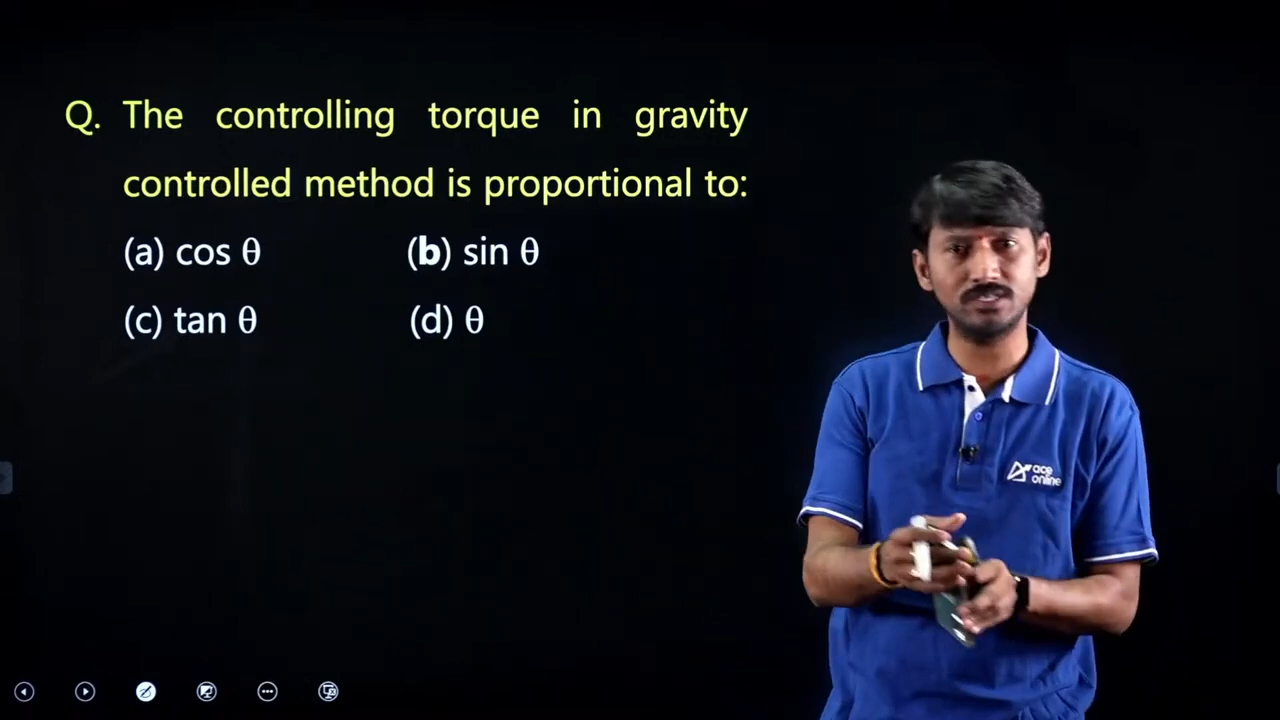 Q. The controlling torque in gravity
controlled method is proportional to:
(a) cos θ (b) sin θ
(c) tan θ (d) θ
ace
online